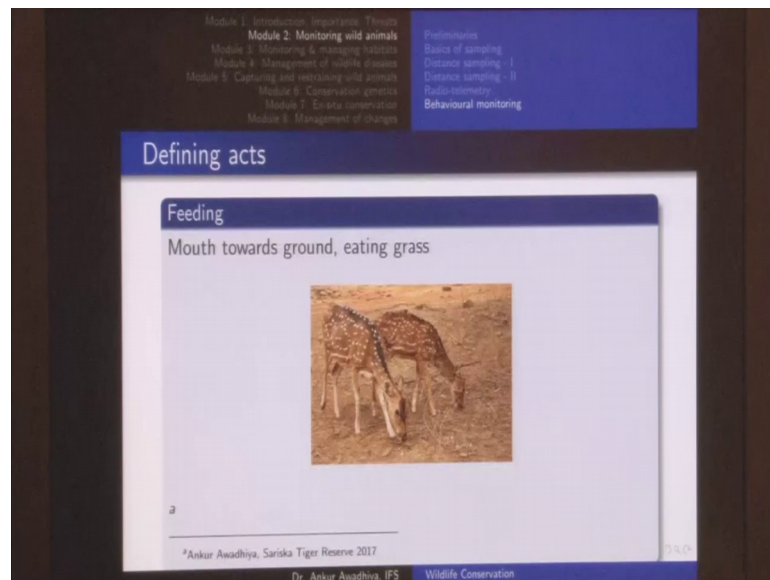 Module 1: Introduction, Importance, Threats
Module 2: Monitoring wild animals
Module 3: Monitoring & managing habitats
Module 4: Management of wildlife diseases
Module 5: Capturing and restraining wild animals
Module 6: Conservation genetics
Module 7: Ex-situ conservation
Module 8: Management of changes
Preliminaries
Basics of sampling
Distance sampling - I
Distance sampling - II
Radio-telemetry
Behavioural monitoring
Defining acts
Feeding
Mouth towards ground, eating grass
a
aAnkur Awadhiya, Sariska Tiger Reserve 2017
Dr. Ankur Awadhiya, IFS
Wildlife Conservation